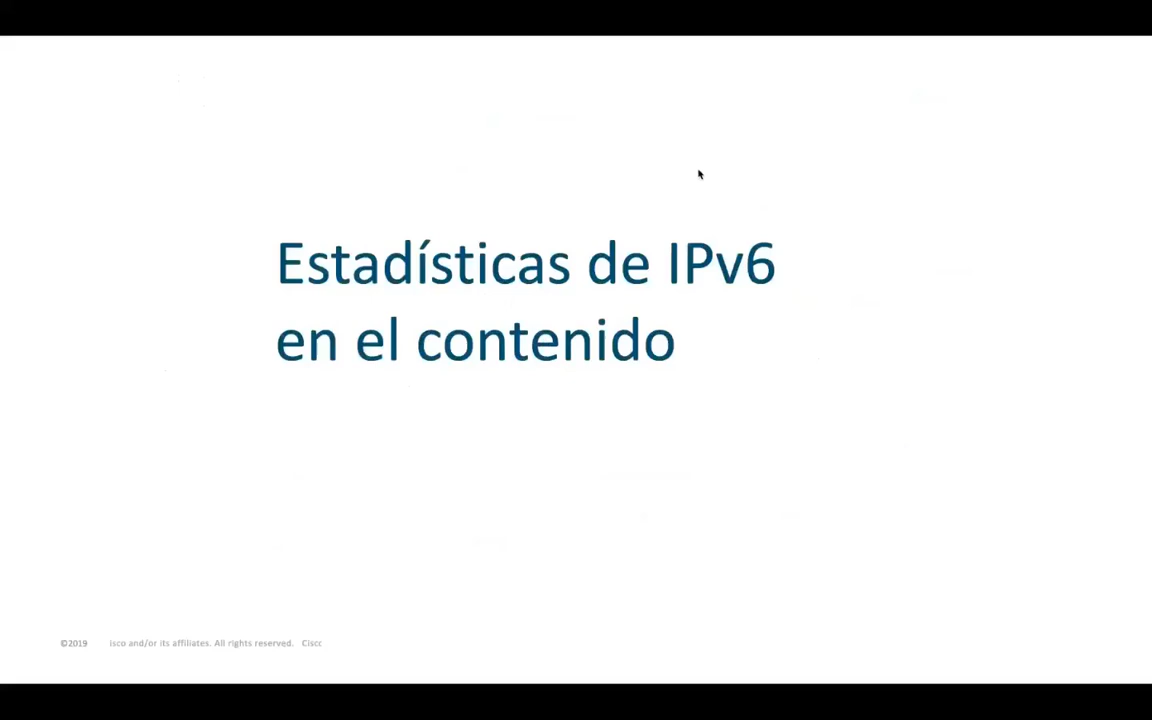 Estadísticas de IPv6
en el contenido
©2019 isco and/or its affiliates. All rights reserved. Cisco